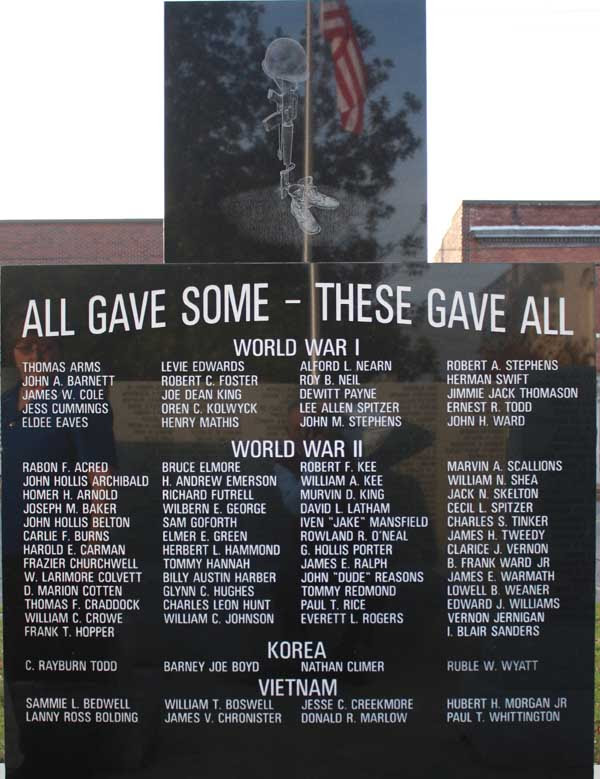 ALL GAVE SOME - THESE GAVE ALL
WORLD WAR I
THOMAS ARMS LEVIE EDWARDS ALFORD L. NEARN ROBERT A. STEPHENS
JOHN A. BARNETT ROBERT C. FOSTER ROY B. NEIL HERMAN SWIFT
JAMES W. COLE JOE DEAN KING DEWITT PAYNE JIMMIE JACK THOMASON
JESS CUMMINGS OREN C. KOLWYCK LEE ALLEN SPITZER ERNEST R. TODD
ELDEE EAVES HENRY MATHIS JOHN M. STEPHENS JOHN H. WARD
WORLD WAR II
RABON F. ACRED BRUCE ELMORE ROBERT F. KEE MARVIN A. SCALLIONS
JOHN HOLLIS ARCHIBALD H. ANDREW EMERSON WILLIAM A. KEE WILLIAM N. SHEA
HOMER H. ARNOLD RICHARD FUTRELL MURVIN D. KING JACK N. SKELTON
JOSEPH M. BAKER WILBERN E. GEORGE DAVID L. LATHAM CECIL L. SPITZER
JOHN HOLLIS BELTON SAM GOFORTH IVEN "JAKE" MANSFIELD CHARLES S. TINKER
CARLIE F. BURNS ELMER E. GREEN ROWLAND R. O'NEAL JAMES H. TWEEDY
HAROLD E. CARMAN HERBERT L. HAMMOND G. HOLLIS PORTER CLARICE J. VERNON
FRAZIER CHURCHWELL TOMMY HANNAH JAMES E. RALPH B. FRANK WARD JR
W. LARIMORE COLVETT BILLY AUSTIN HARBER JOHN "DUDE" REASONS JAMES E. WARMATH
D. MARION COTTEN GLYNN C. HUGHES TOMMY REDMOND LOWELL B. WEANER
THOMAS F. CRADDOCK CHARLES LEON HUNT PAUL T. RICE EDWARD J. WILLIAMS
WILLIAM C. CROWE WILLIAM C. JOHNSON EVERETT L. ROGERS VERNON JERNIGAN
FRANK T. HOPPER I. BLAIR SANDERS
KOREA
C. RAYBURN TODD BARNEY JOE BOYD NATHAN CLIMER RUBLE W. WYATT
VIETNAM
SAMMIE L. BEDWELL WILLIAM T. BOSWELL JESSE C. CREEKMORE HUBERT H. MORGAN JR
LANNY ROSS BOLDING JAMES V. CHRONISTER DONALD R. MARLOW PAUL T. WHITTINGTON